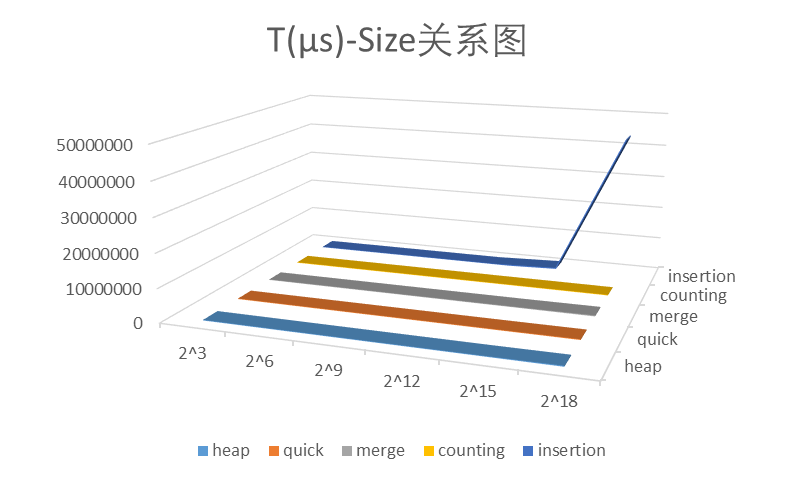 T(μs)-Size关系图
50000000
40000000
30000000
20000000
10000000
0
insertion
counting
merge
quick
heap
2^3
2^6
2^9
2^12
2^15
2^18
heap quick merge counting insertion